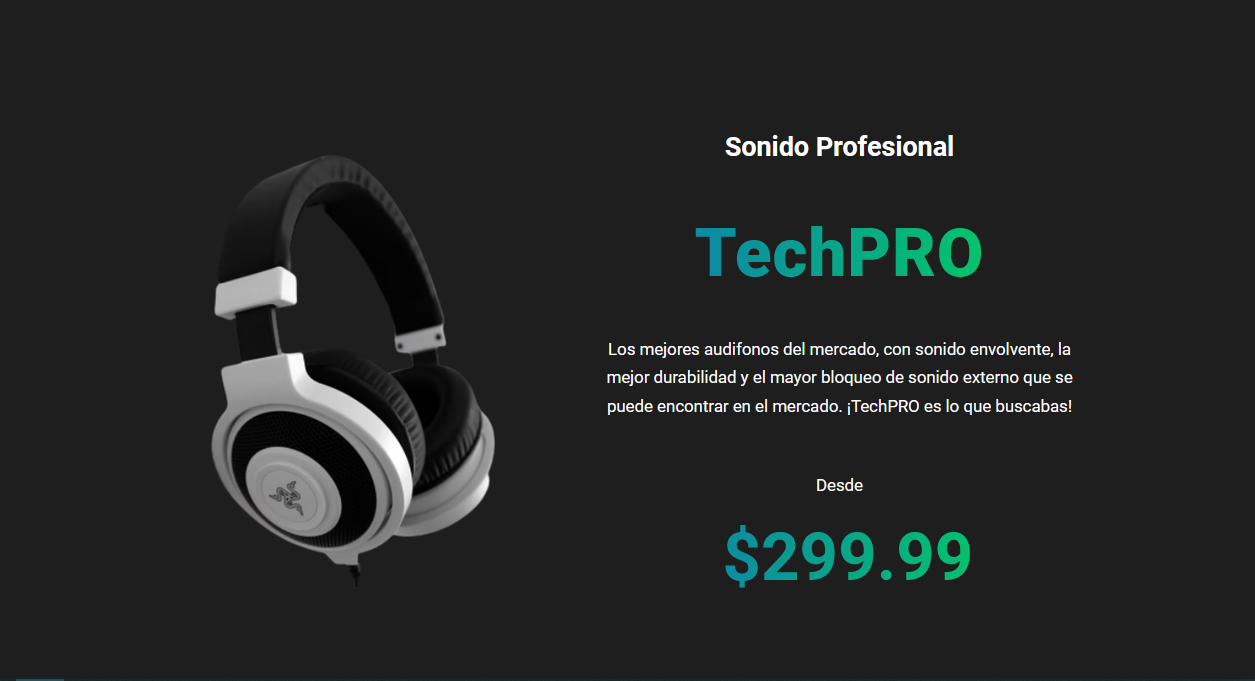 Sonido Profesional
TechPRO
Los mejores audifonos del mercado, con sonido envolvente, la
mejor durabilidad y el mayor bloqueo de sonido externo que se
puede encontrar en el mercado. ¡TechPRO es lo que buscabas!
Desde
$299.99